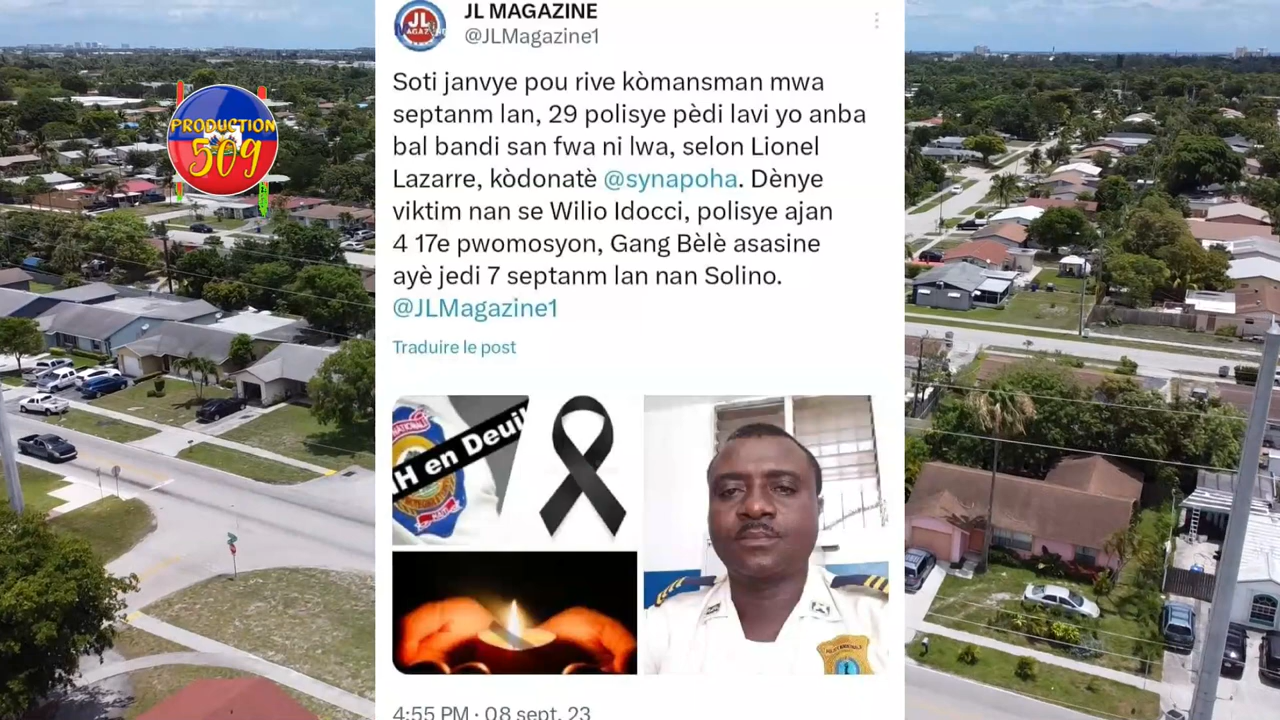 JL MAGAZINE
@JLMagazine1
Soti janvye pou rive kòmansman mwa
septanm lan, 29 polisye pèdi lavi yo anba
bal bandi san fwa ni lwa, selon Lionel
Lazarre, kòdonatè @synapoha. Dènye
viktim nan se Wilio Idocci, polisye ajan
4 17e pwomosyon, Gang Bèlè asasine
ayè jedi 7 septanm lan nan Solino.
@JLMagazine1
Traduire le post
H en Deuil
4:55 PM · 08 sept. 23
PRODUCTION
509
JL